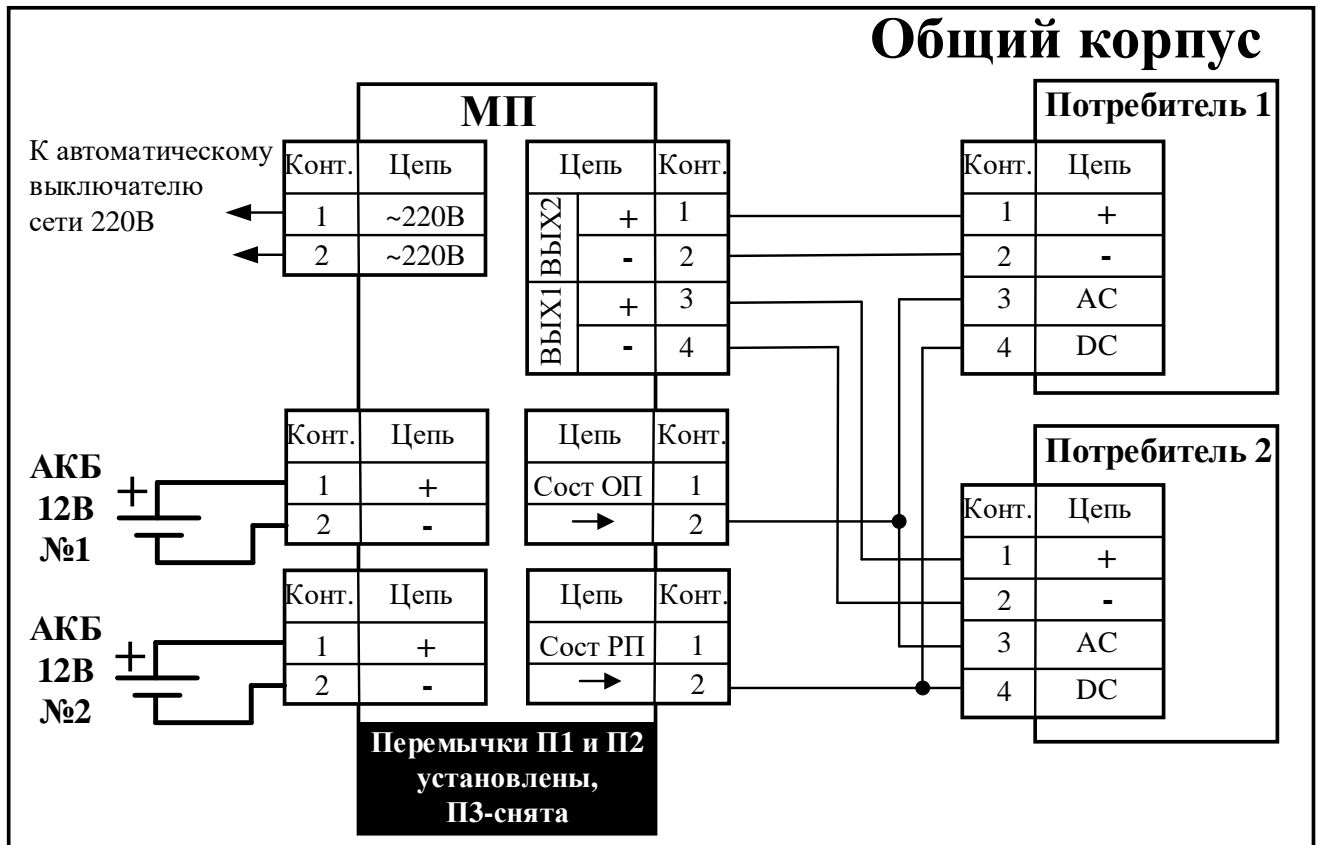 Общий корпус
МП
Потребитель 1
К автоматическому
выключателю
сети 220В
Конт. Цепь
1 ~220В
2 ~220В
Цепь Конт.
ВЫХ2 + 1
- 2
ВЫХ1 + 3
- 4
Конт. Цепь
1 +
2 -
3 АС
4 DC
АКБ
12В
№1
+
Конт. Цепь
1 +
2 -
Цепь Конт.
Сост ОП 1
→ 2
Потребитель 2
Конт. Цепь
1 +
2 -
3 АС
4 DC
АКБ
12В
№2
+
Конт. Цепь
1 +
2 -
Цепь Конт.
Сост РП 1
→ 2
Перемычки П1 и П2
установлены,
П3-снята